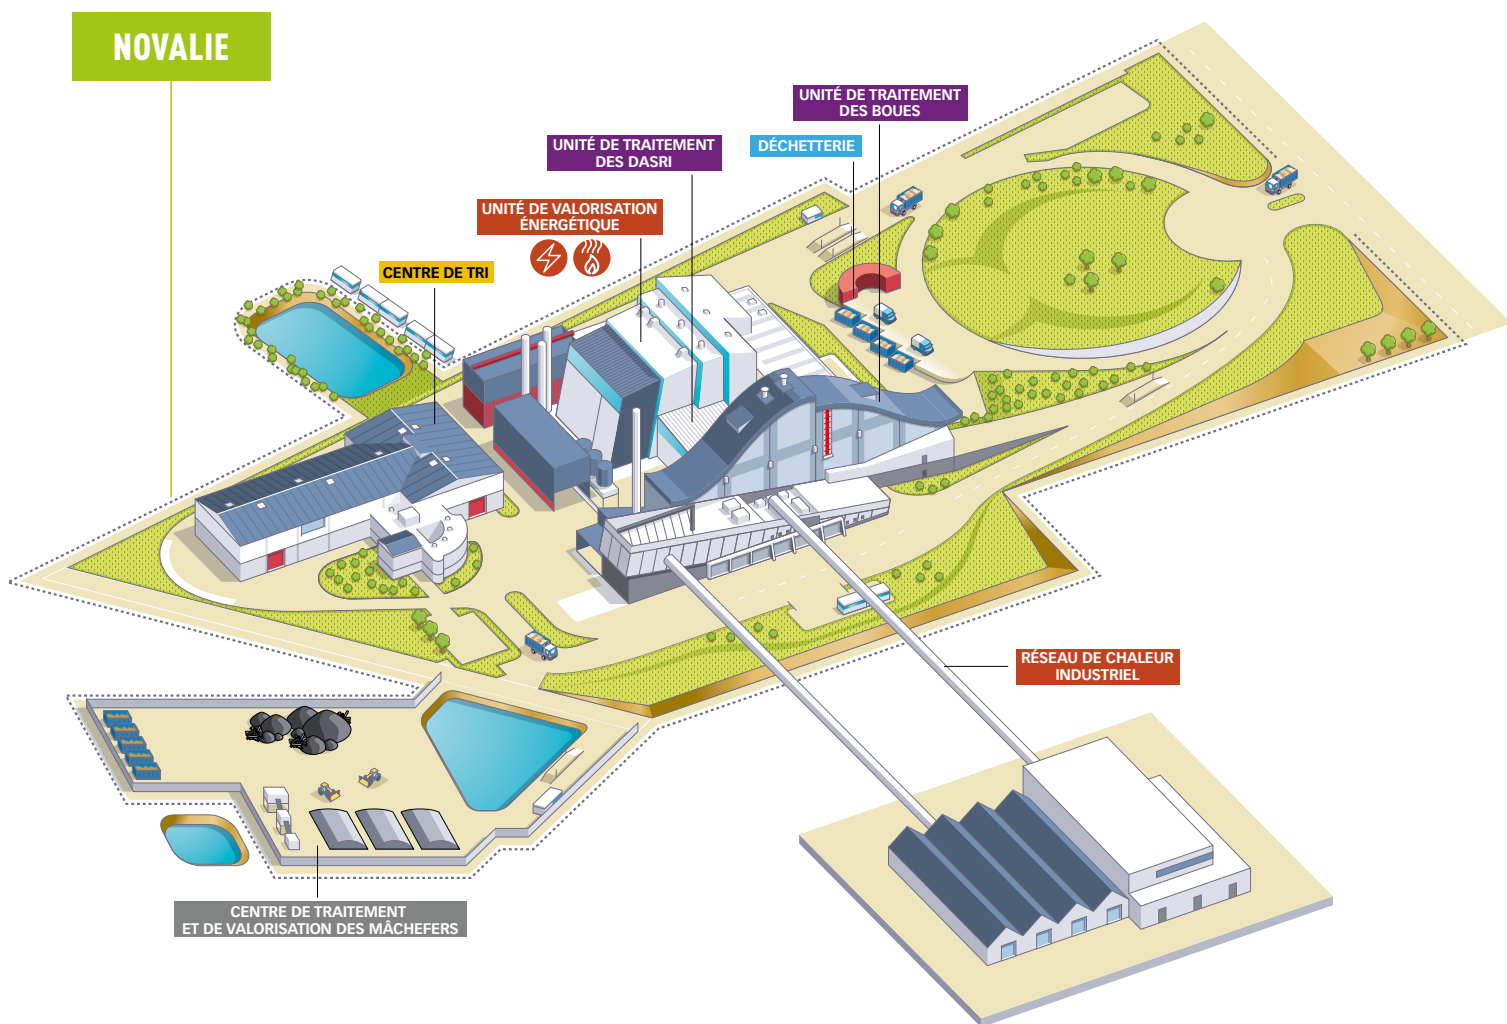 NOVALIE
UNITÉ DE TRAITEMENT
DES BOUES
UNITÉ DE TRAITEMENT
DES DASRI
DÉCHETTERIE
UNITÉ DE VALORISATION
ÉNERGÉTIQUE
CENTRE DE TRI
RÉSEAU DE CHALEUR
INDUSTRIEL
CENTRE DE TRAITEMENT
ET DE VALORISATION DES MÂCHEFERS